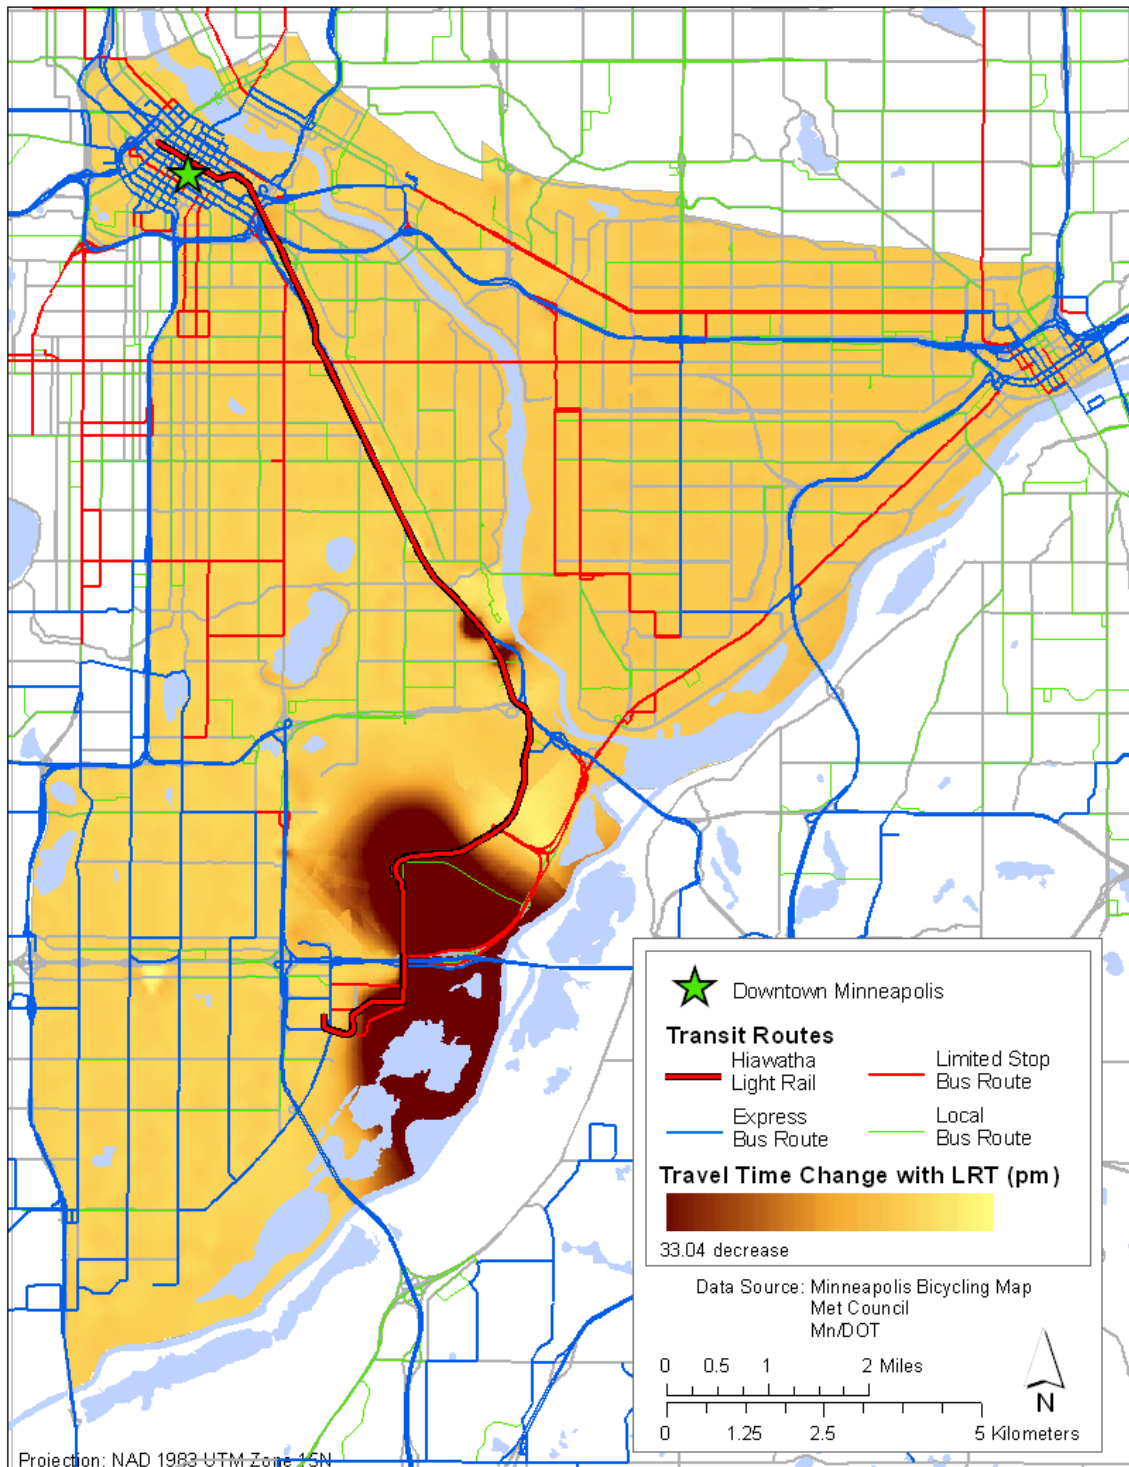 Downtown Minneapolis
Transit Routes
Hiawatha
Light Rail
Limited Stop
Bus Route
Express
Bus Route
Local
Bus Route
Travel Time Change with LRT (pm)
33.04 decrease
Data Source: Minneapolis Bicycling Map
Met Council
Mn/DOT
0 0.5 1 2 Miles
0 1.25 2.5 5 Kilometers
N
Projection: NAD 1983 UTM Zone 15N